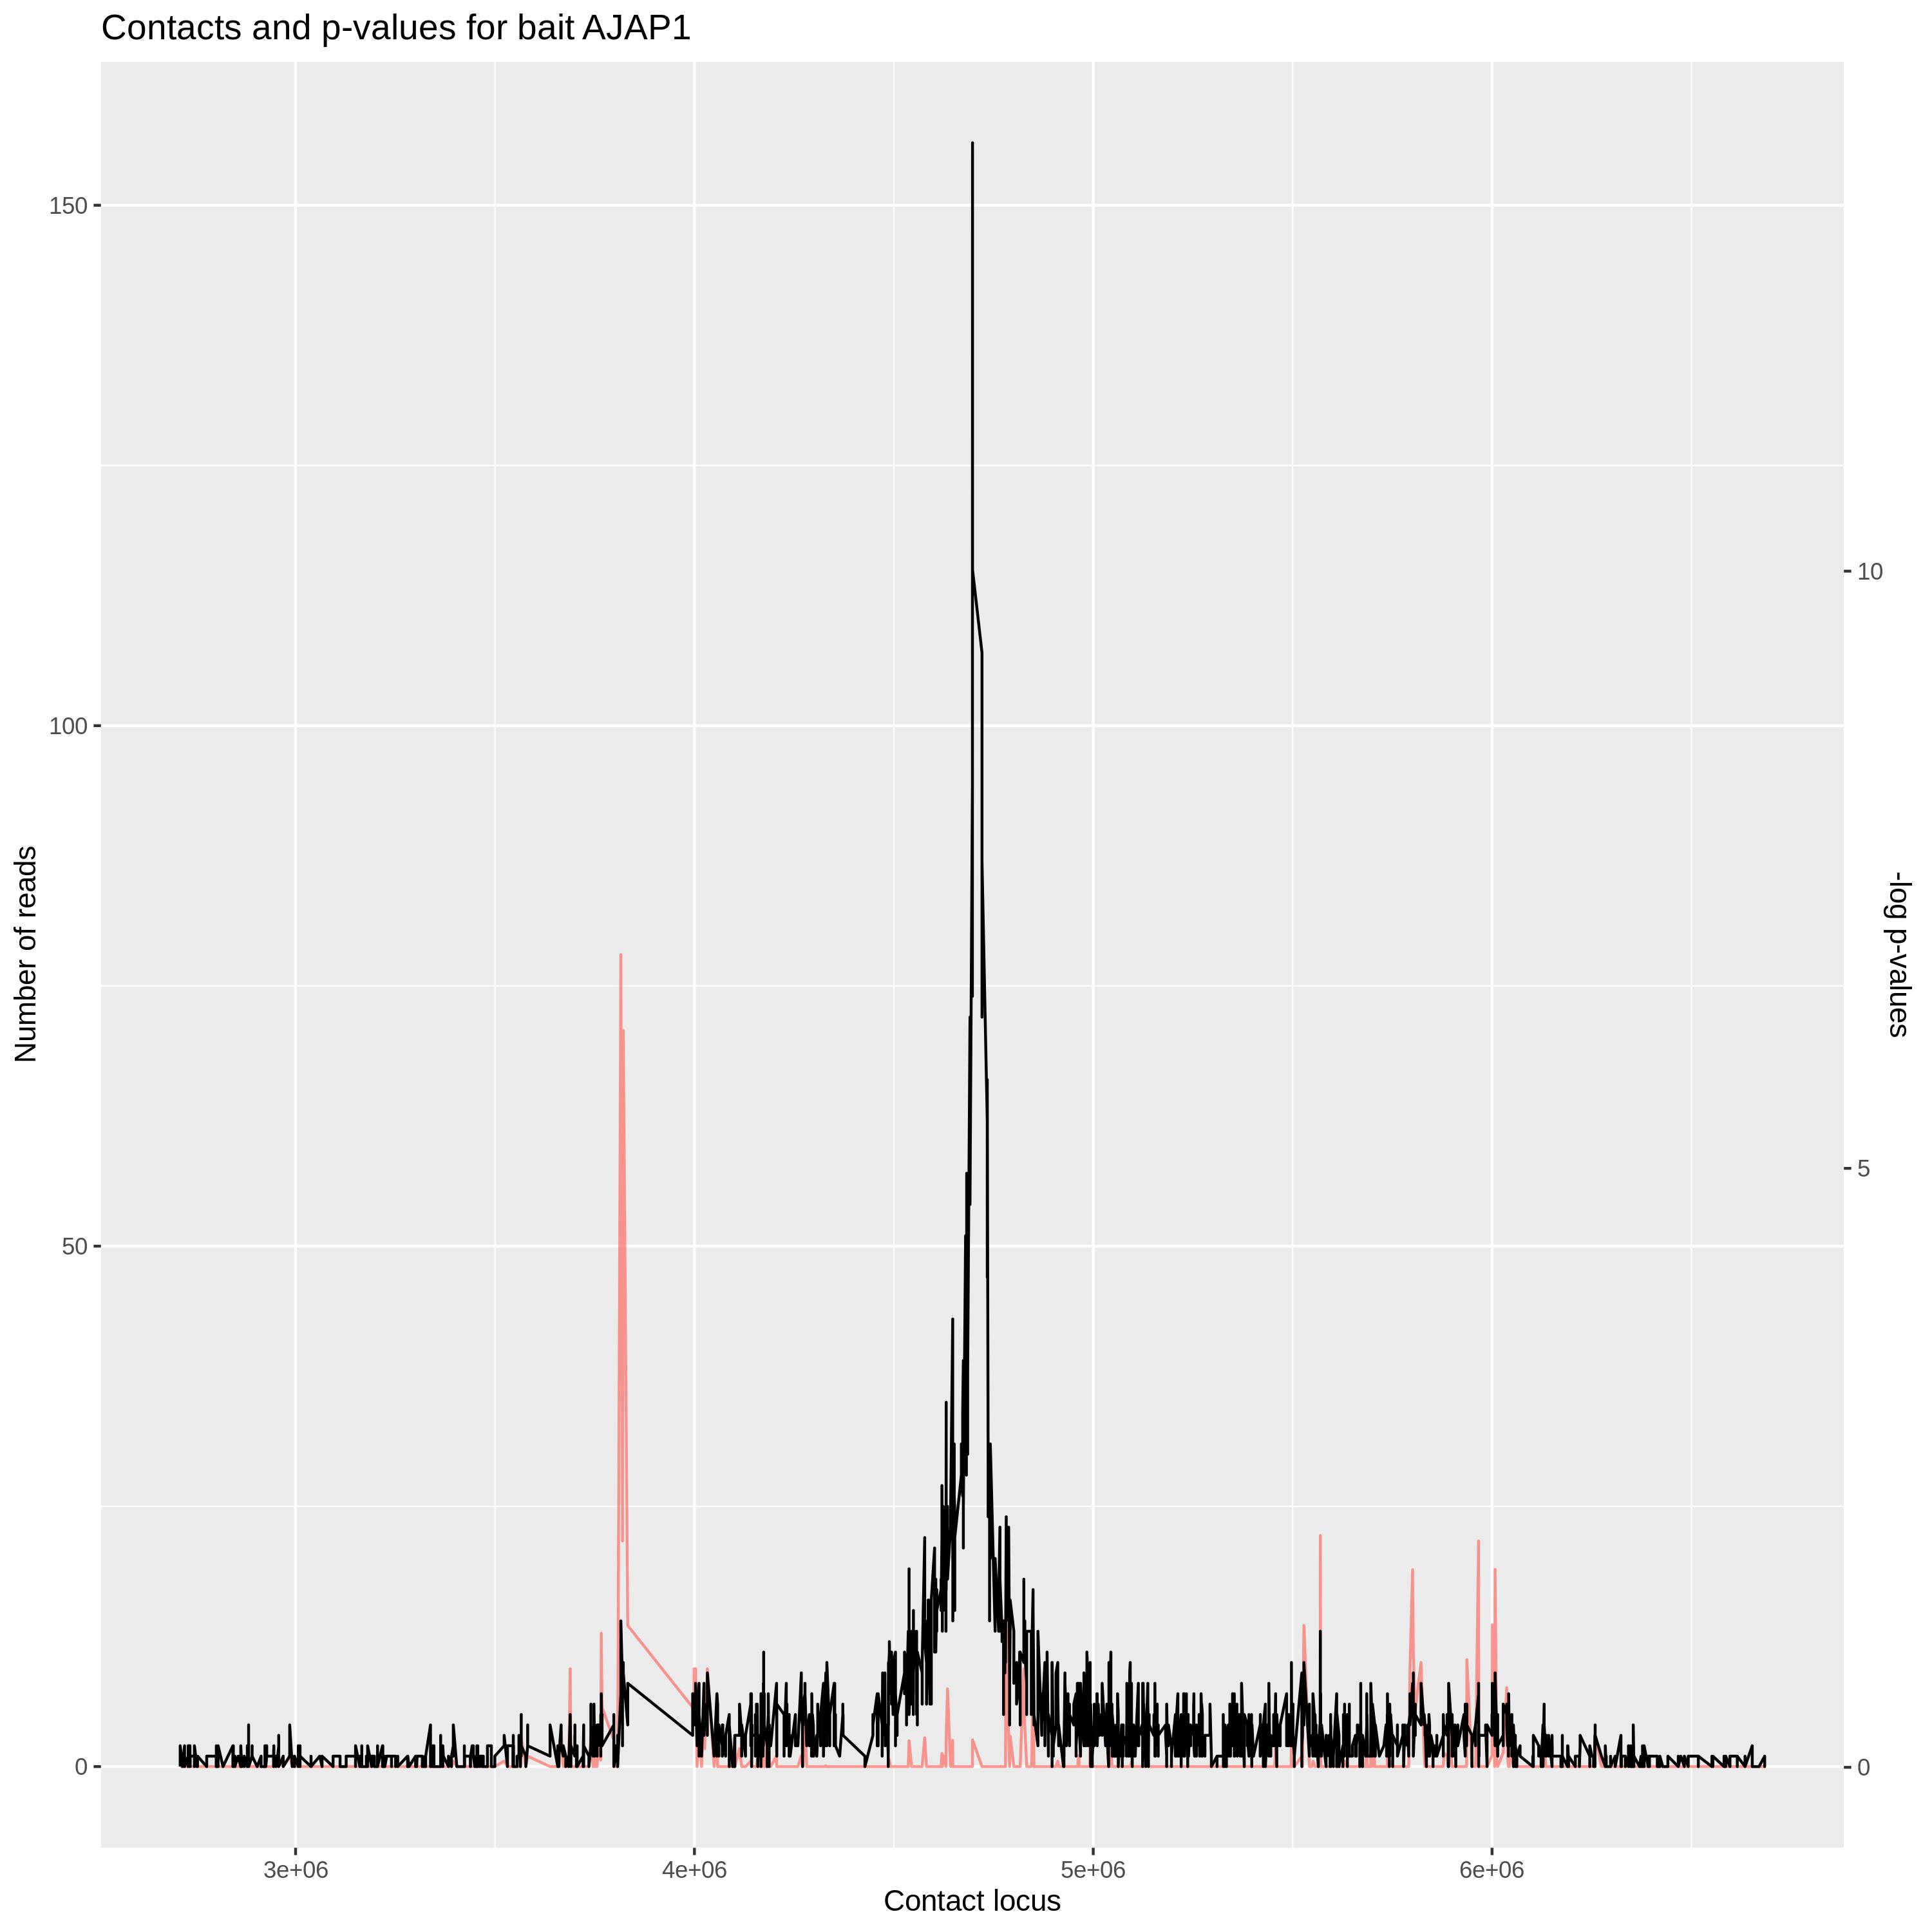 Contacts and p-values for bait AJAP1
150
100
50
0
Number of reads
10
5
0
-log p-values
3e+06
4e+06
5e+06
6e+06
Contact locus